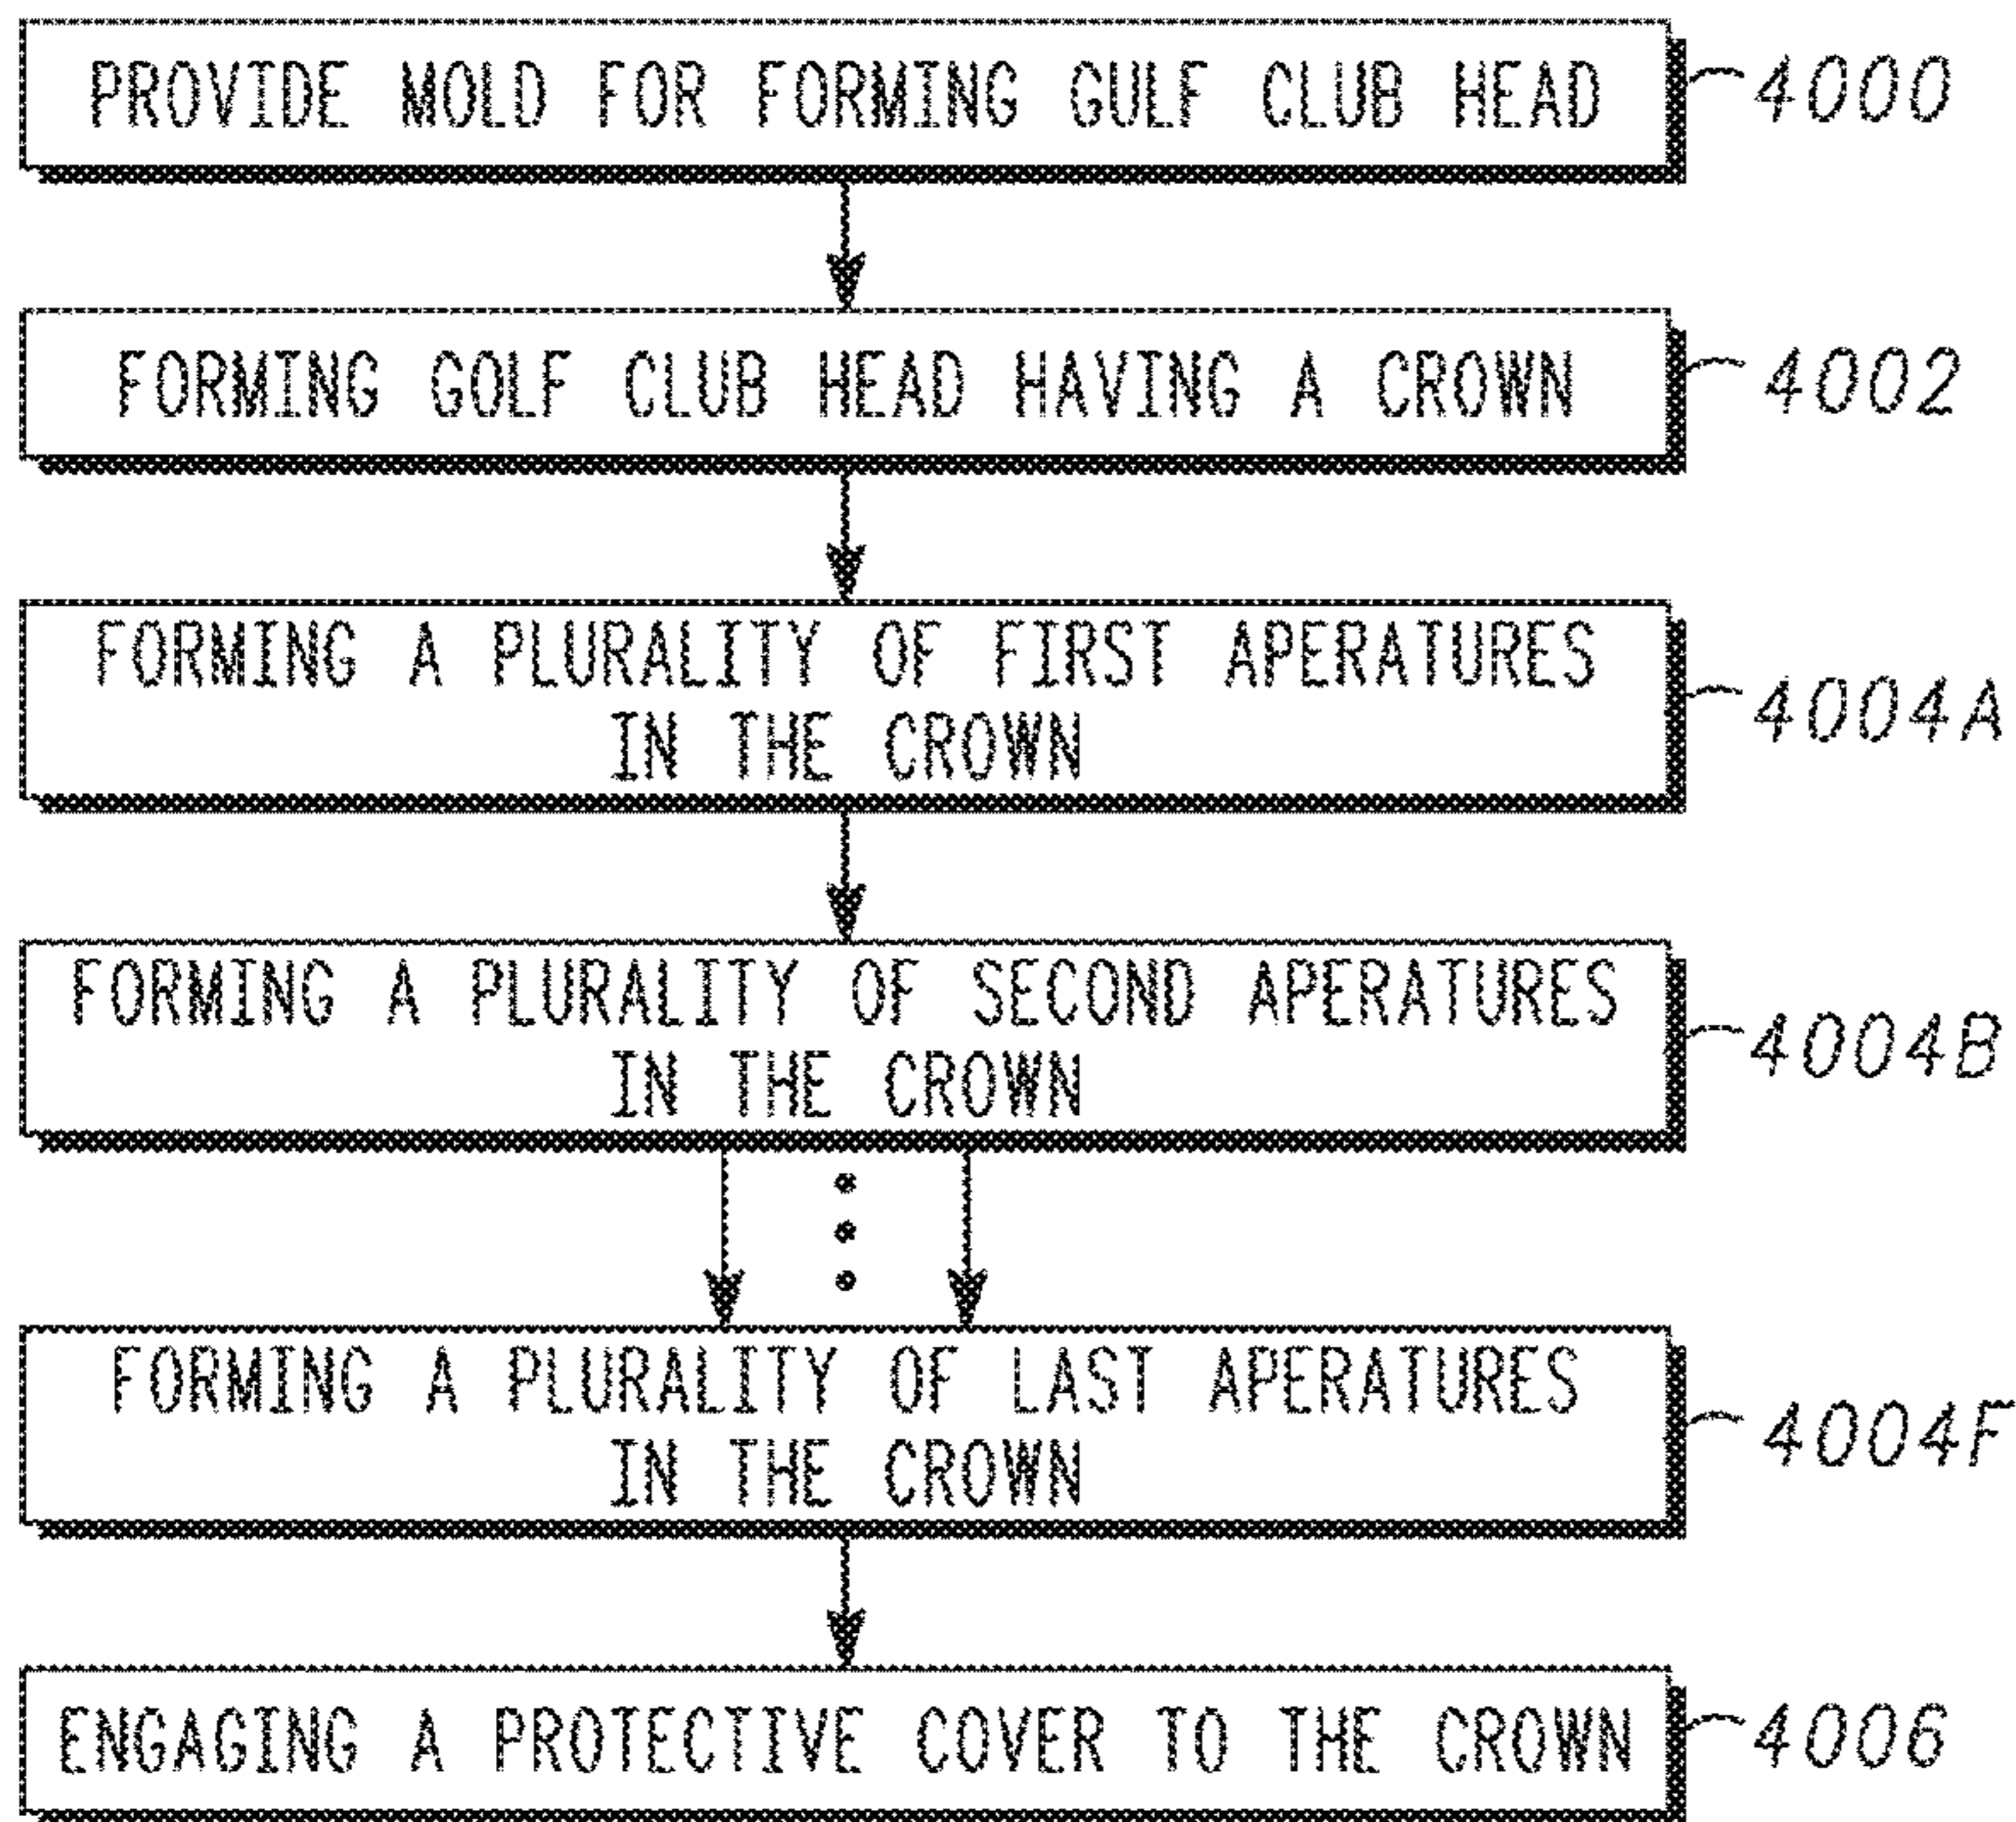 PROVIDE MOLD FOR FORMING GULF CLUB HEAD
4000
FORMING GOLF CLUB HEAD HAVING A CROWN
4002
FORMING A PLURALITY OF FIRST APERATURES
IN THE CROWN
4004A
FORMING A PLURALITY OF SECOND APERATURES
IN THE CROWN
4004B
FORMING A PLURALITY OF LAST APERATURES
IN THE CROWN
4004F
ENGAGING A PROTECTIVE COVER TO THE CROWN
4006